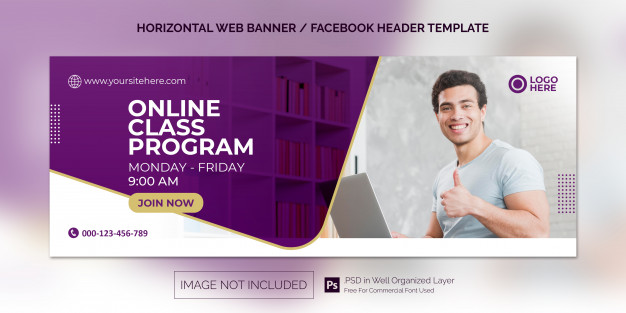 HORIZONTAL WEB BANNER / FACEBOOK HEADER TEMPLATE
www.yoursitehere.com
LOGO
HERE
ONLINE
CLASS
PROGRAM
MONDAY - FRIDAY
9:00 AM
JOIN NOW
000-123-456-789
IMAGE NOT INCLUDED
Ps
.PSD in Well Organized Layer
Free For Commercial Font Used